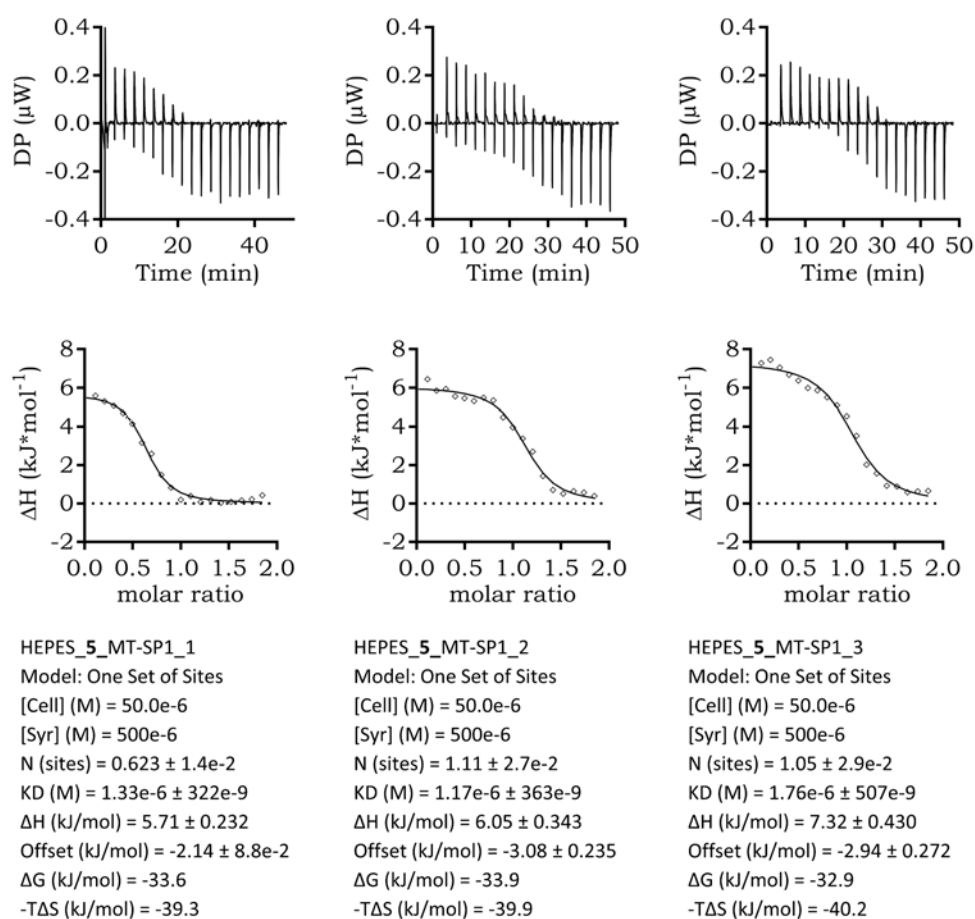 0.4
0.2
0.0
-0.2
-0.4
DP (µW)
0 20 40
Time (min)
0.4
0.2
0.0
-0.2
-0.4
DP (µW)
0 10 20 30 40 50
Time (min)
0.4
0.2
0.0
-0.2
-0.4
DP (µW)
0 10 20 30 40 50
Time (min)
8
6
4
2
0
-2
ΔH (kJ*mol⁻¹)
0.0 0.5 1.0 1.5 2.0
molar ratio
8
6
4
2
0
-2
ΔH (kJ*mol⁻¹)
0.0 0.5 1.0 1.5 2.0
molar ratio
8
6
4
2
0
-2
ΔH (kJ*mol⁻¹)
0.0 0.5 1.0 1.5 2.0
molar ratio
HEPES_5_MT-SP1_1
Model: One Set of Sites
[Cell] (M) = 50.0e-6
[Syr] (M) = 500e-6
N (sites) = 0.623 ± 1.4e-2
KD (M) = 1.33e-6 ± 322e-9
ΔH (kJ/mol) = 5.71 ± 0.232
Offset (kJ/mol) = -2.14 ± 8.8e-2
ΔG (kJ/mol) = -33.6
-TΔS (kJ/mol) = -39.3
HEPES_5_MT-SP1_2
Model: One Set of Sites
[Cell] (M) = 50.0e-6
[Syr] (M) = 500e-6
N (sites) = 1.11 ± 2.7e-2
KD (M) = 1.17e-6 ± 363e-9
ΔH (kJ/mol) = 6.05 ± 0.343
Offset (kJ/mol) = -3.08 ± 0.235
ΔG (kJ/mol) = -33.9
-TΔS (kJ/mol) = -39.9
HEPES_5_MT-SP1_3
Model: One Set of Sites
[Cell] (M) = 50.0e-6
[Syr] (M) = 500e-6
N (sites) = 1.05 ± 2.9e-2
KD (M) = 1.76e-6 ± 507e-9
ΔH (kJ/mol) = 7.32 ± 0.430
Offset (kJ/mol) = -2.94 ± 0.272
ΔG (kJ/mol) = -32.9
-TΔS (kJ/mol) = -40.2